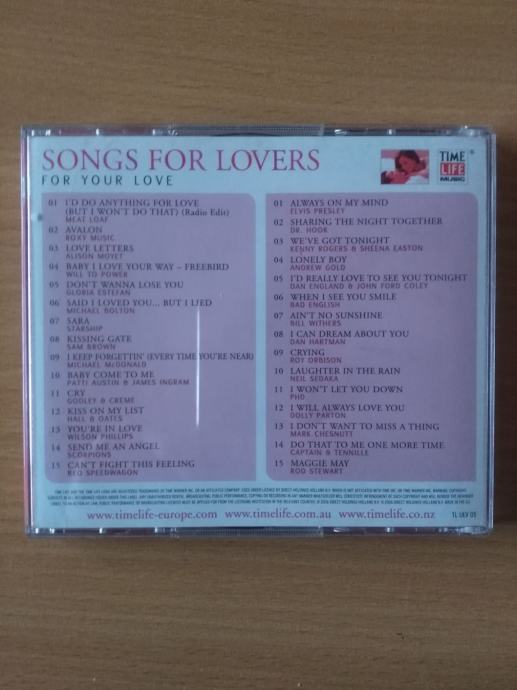 SONGS FOR LOVERS
FOR YOUR LOVE
TIME
LIFE
MUSIC
01 I'D DO ANYTHING FOR LOVE
(BUT I WON'T DO THAT) (Radio Edit)
MEAT LOAF
02 AVALON
ROXY MUSIC
03 LOVE LETTERS
ALISON MOYET
04 BABY I LOVE YOUR WAY – FREEBIRD
WILL TO POWER
05 DON'T WANNA LOSE YOU
GLORIA ESTEFAN
06 SAID I LOVED YOU... BUT I LIED
MICHAEL BOLTON
07 SARA
STARSHIP
08 KISSING GATE
SAM BROWN
09 I KEEP FORGETTIN' (EVERY TIME YOU'RE NEAR)
MICHAEL McDONALD
10 BABY COME TO ME
PATTI AUSTIN & JAMES INGRAM
11 CRY
GODLEY & CREME
12 KISS ON MY LIST
HALL & OATES
13 YOU'RE IN LOVE
WILSON PHILLIPS
14 SEND ME AN ANGEL
SCORPIONS
15 CAN'T FIGHT THIS FEELING
REO SPEEDWAGON
01 ALWAYS ON MY MIND
ELVIS PRESLEY
02 SHARING THE NIGHT TOGETHER
DR. HOOK
03 WE'VE GOT TONIGHT
KENNY ROGERS & SHEENA EASTON
04 LONELY BOY
ANDREW GOLD
05 I'D REALLY LOVE TO SEE YOU TONIGHT
DAN ENGLAND & JOHN FORD COLEY
06 WHEN I SEE YOU SMILE
BAD ENGLISH
07 AIN'T NO SUNSHINE
BILL WITHERS
08 I CAN DREAM ABOUT YOU
DAN HARTMAN
09 CRYING
ROY ORBISON
10 LAUGHTER IN THE RAIN
NEIL SEDAKA
11 I WON'T LET YOU DOWN
PHD
12 I WILL ALWAYS LOVE YOU
DOLLY PARTON
13 I DON'T WANT TO MISS A THING
MARK CHESNUTT
14 DO THAT TO ME ONE MORE TIME
CAPTAIN & TENNILLE
15 MAGGIE MAY
ROD STEWART
www.timelife-europe.com www.timelife.com.au www.timelife.co.nz